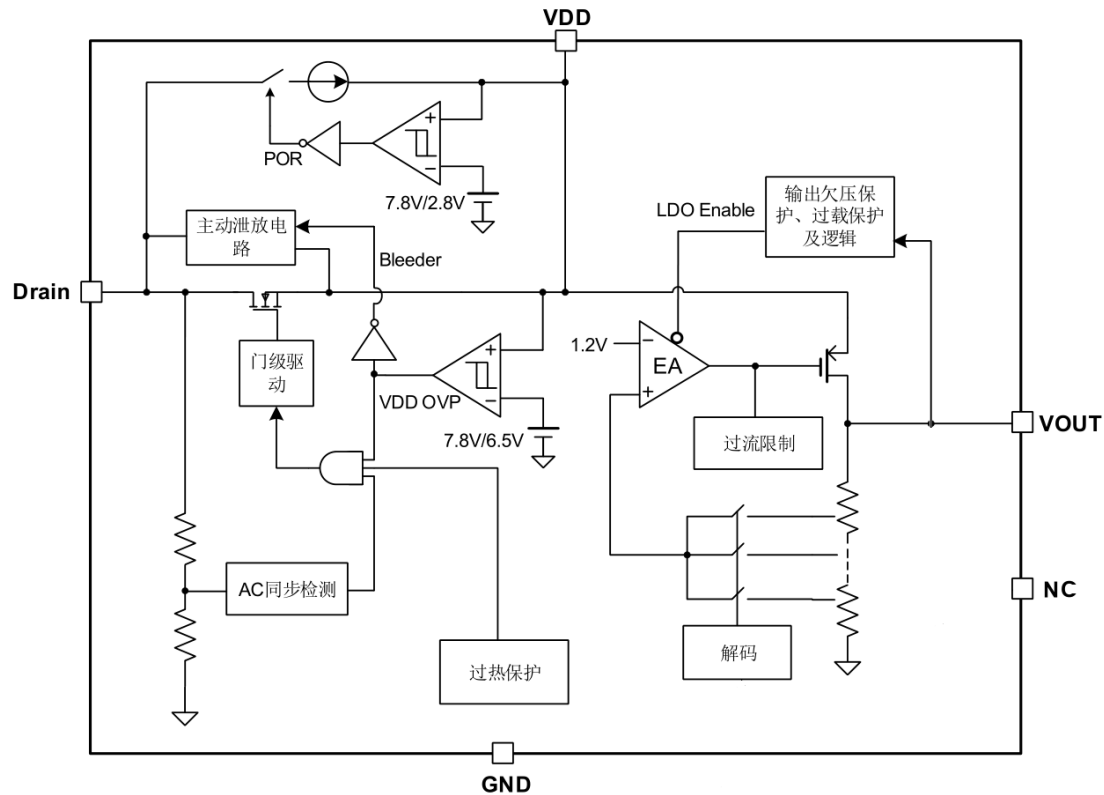 VDD
POR
+
−
7.8V/2.8V
主动泄放电
路
Bleeder
LDO Enable
输出欠压保
护、过载保护
及逻辑
Drain
门级驱
动
VDD OVP
+
−
7.8V/6.5V
1.2V
−
EA
+
过流限制
VOUT
AC同步检测
过热保护
解码
NC
GND